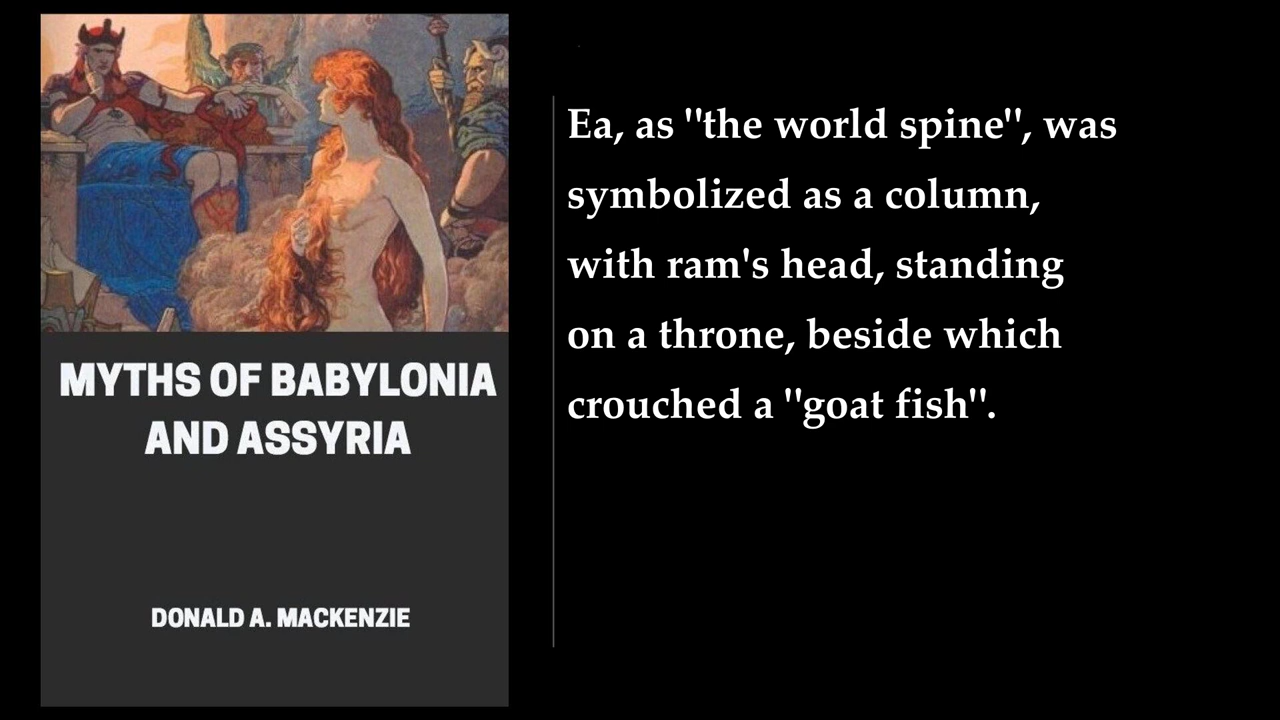 MYTHS OF BABYLONIA
AND ASSYRIA
DONALD A. MACKENZIE
Ea, as "the world spine", was
symbolized as a column,
with ram's head, standing
on a throne, beside which
crouched a "goat fish".